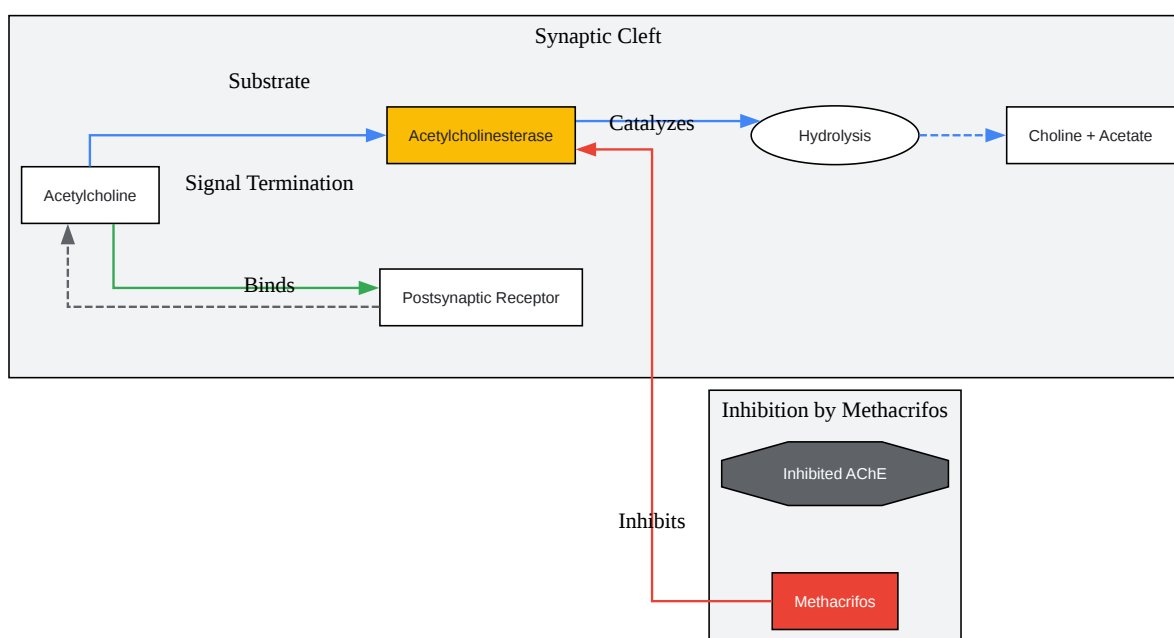 Synaptic Cleft
Substrate
Acetylcholinesterase
Catalyzes
Hydrolysis
Choline + Acetate
Signal Termination
Acetylcholine
Binds
Postsynaptic Receptor
Inhibition by Methacrifos
Inhibited AChE
Inhibits
Methacrifos